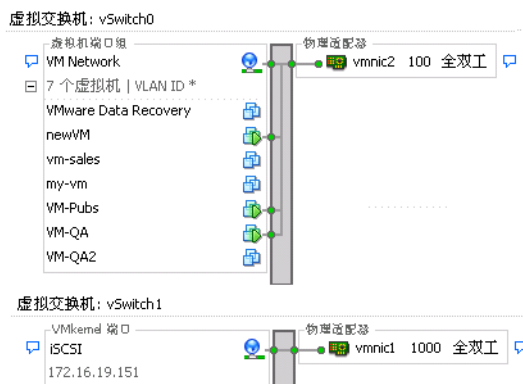 虚拟交换机: vSwitch0
虚拟机端口组
物理适配器
VM Network
vmnic2 100 全双工
7 个虚拟机 | VLAN ID *
VMware Data Recovery
newVM
vm-sales
my-vm
VM-Pubs
VM-QA
VM-QA2
虚拟交换机: vSwitch1
VMkernel 端口
物理适配器
iSCSI
vmnic1 1000 全双工
172.16.19.151